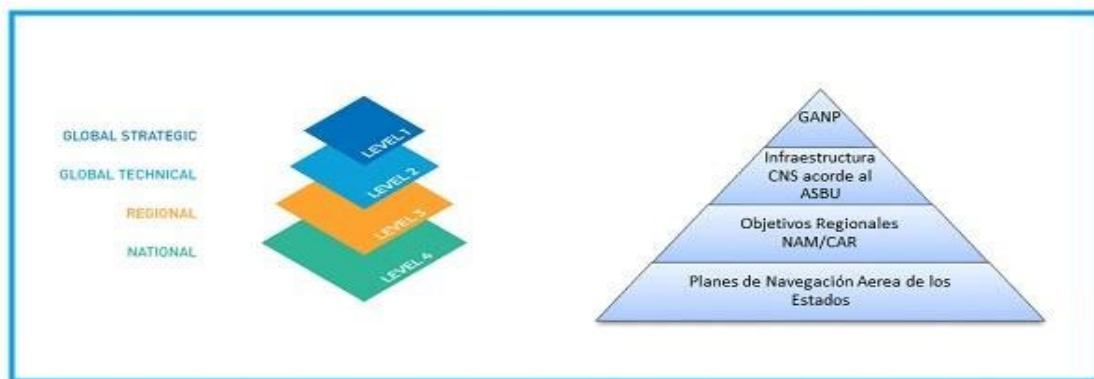 GLOBAL STRATEGIC
GLOBAL TECHNICAL
REGIONAL
NATIONAL
LEVEL 1
LEVEL 2
LEVEL 3
LEVEL 4
GANP
Infraestructura
CNS acorde al
ASBU
Objetivos Regionales
NAM/CAR
Planes de Navegación Aerea de los
Estados